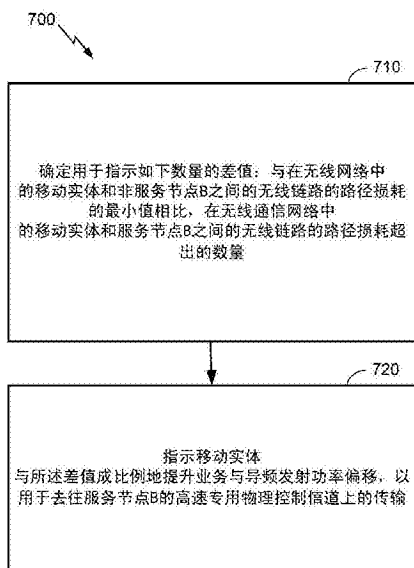 700
710
确定用于指示如下数量的差值：与在无线网络中
的移动实体和非服务节点B之间的无线链路的路径损耗
的最小值相比，在无线通信网络中
的移动实体和服务节点B之间的无线链路的路径损耗超
出的数量
720
指示移动实体
与所述差值成比例地提升业务与导频发射功率偏移，以
用于去往服务节点B的高速专用物理控制信道上的传输